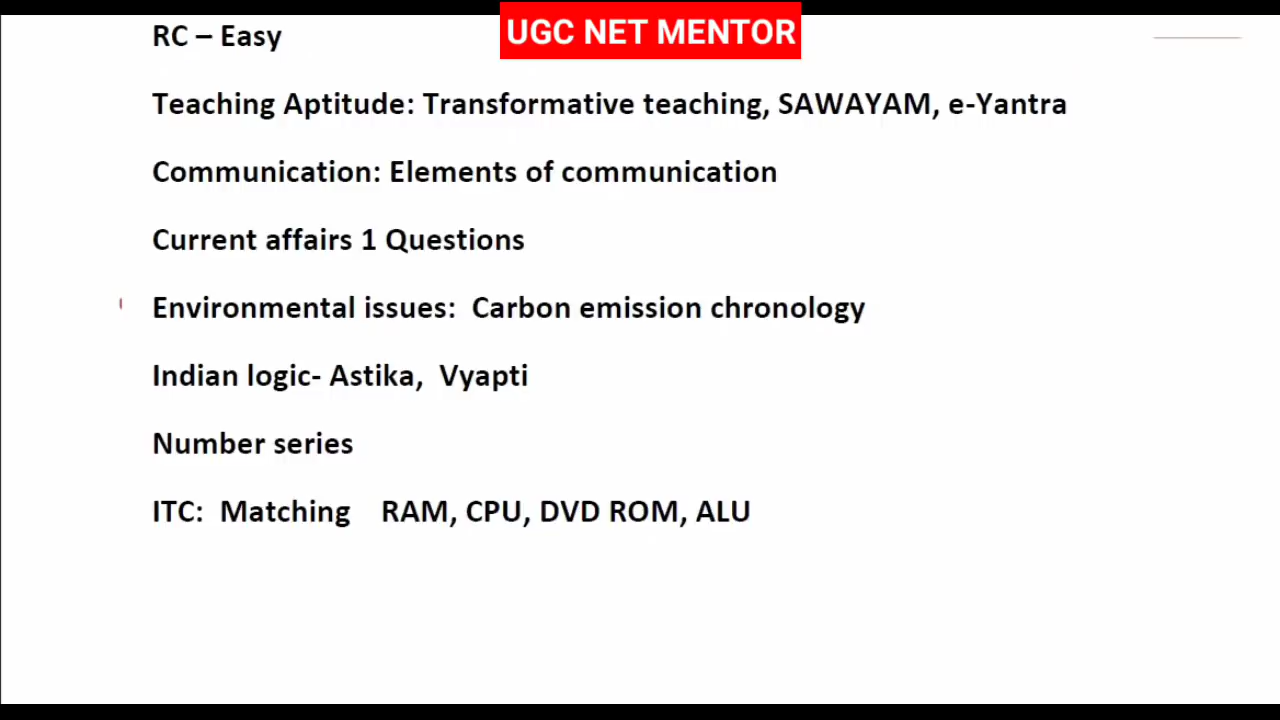 UGC NET MENTOR
RC – Easy
Teaching Aptitude: Transformative teaching, SAWAYAM, e-Yantra
Communication: Elements of communication
Current affairs 1 Questions
Environmental issues:  Carbon emission chronology
Indian logic- Astika,  Vyapti
Number series
ITC:  Matching    RAM, CPU, DVD ROM, ALU